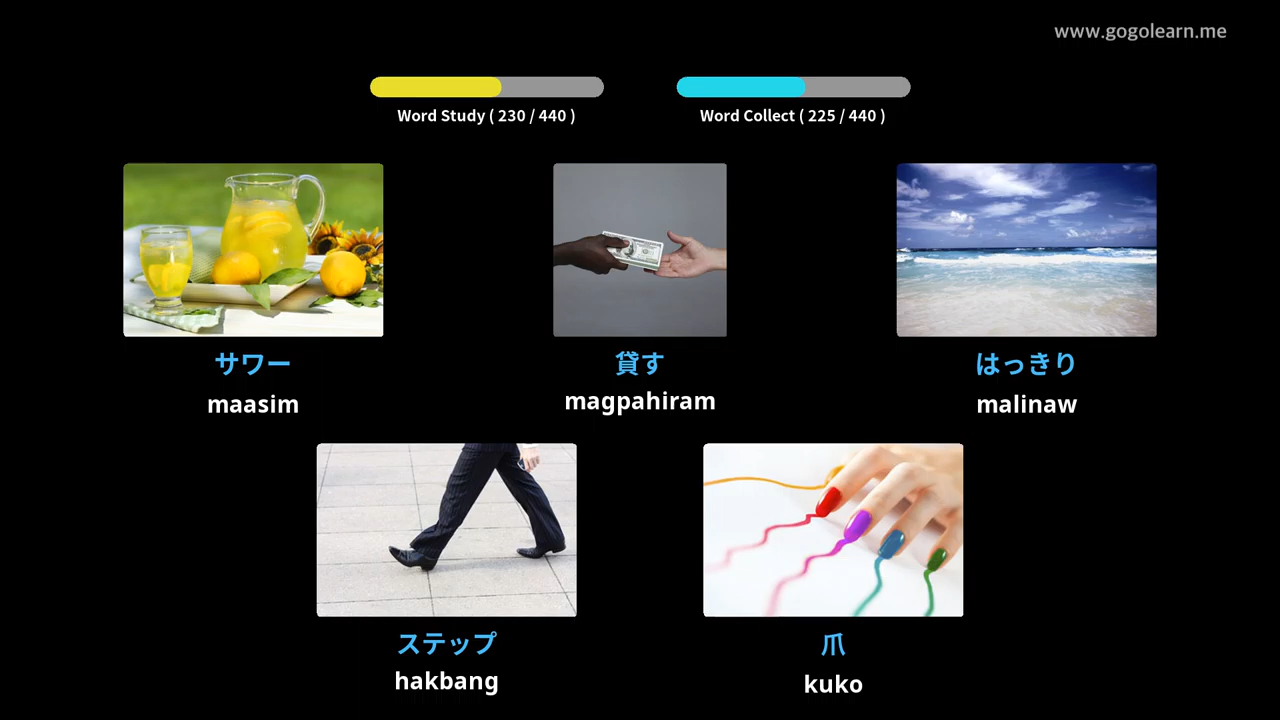 www.gogolearn.me
Word Study ( 230 / 440 )
Word Collect ( 225 / 440 )
サワー
maasim
貸す
magpahiram
はっきり
malinaw
ステップ
hakbang
爪
kuko